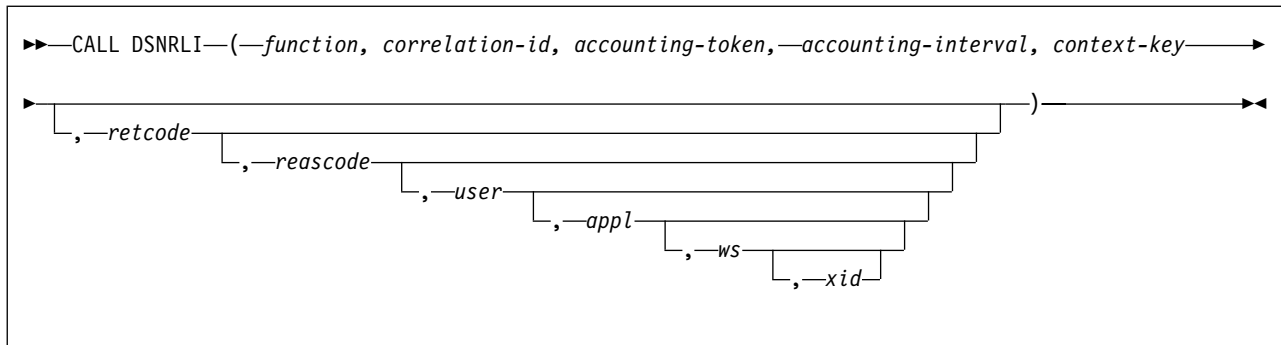 CALL DSNRLI ( function, correlation-id, accounting-token, accounting-interval, context-key
)
, retcode
, reascode
, user
, appl
, ws
, xid